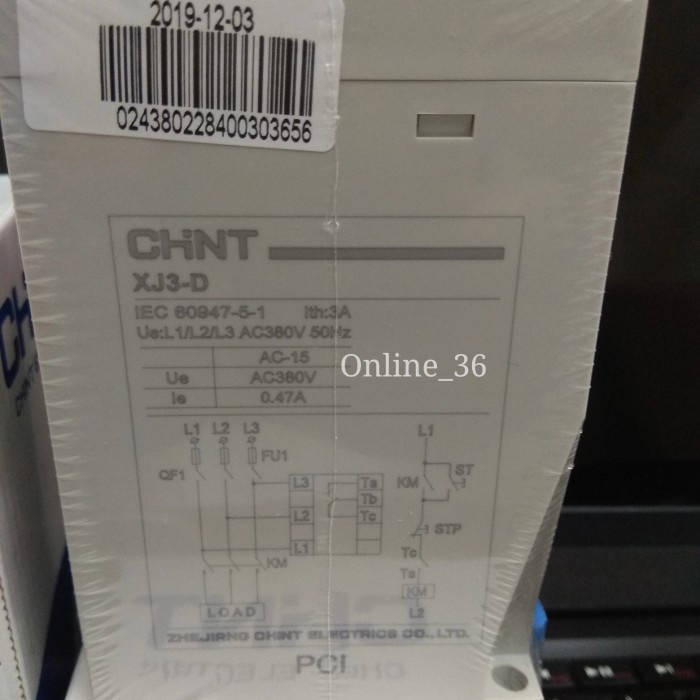 2019-12-03
024380228400303656
CHiNT
XJ3-D
IEC 60947-5-1 Ith:3A
Ue:L1/L2/L3 AC380V 50Hz
AC-15
Ue AC380V
Ie 0.47A
Online_36
L1 L2 L3 L1
FU1
QF1 KM ST
L3 Ta
Tb
L2 Tc
STP
L1
Tc
KM
Ta
KM
LOAD L2
ZHEJIANG CHINT ELECTRICS CO., LTD.
PCI